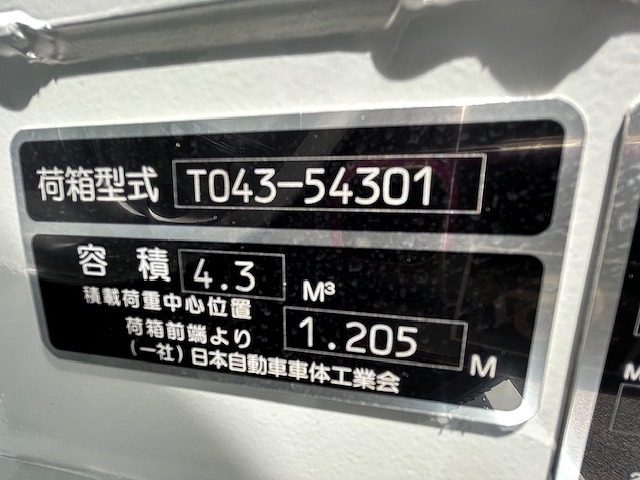 荷箱型式 T043-54301
容積 4.3 M³
積載荷重中心位置
荷箱前端より 1.205 M
(一社)日本自動車車体工業会
M